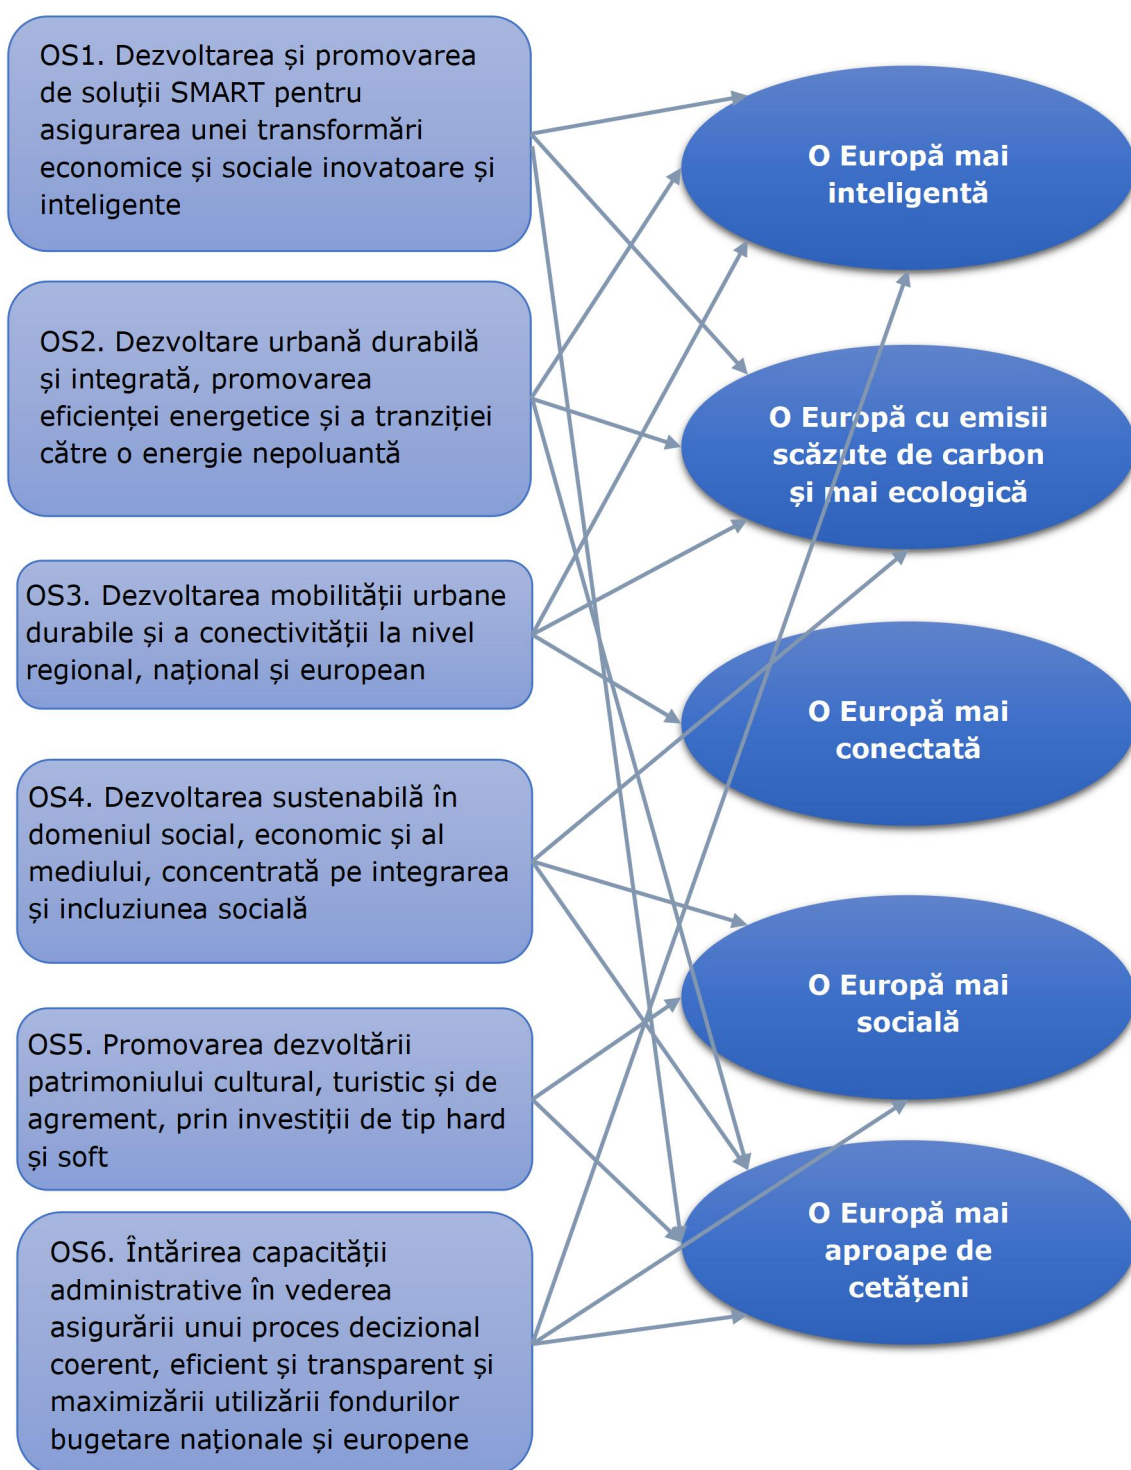 OS1. Dezvoltarea și promovarea
de soluții SMART pentru
asigurarea unei transformări
economice și sociale inovatoare și
inteligente
OS2. Dezvoltare urbană durabilă
și integrată, promovarea
eficienței energetice și a tranziției
către o energie nepoluantă
OS3. Dezvoltarea mobilității urbane
durabile și a conectivității la nivel
regional, național și european
OS4. Dezvoltarea sustenabilă în
domeniul social, economic și al
mediului, concentrată pe integrarea
și incluziunea socială
OS5. Promovarea dezvoltării
patrimoniului cultural, turistic și de
agrement, prin investiții de tip hard
și soft
OS6. Întărirea capacității
administrative în vederea
asigurării unui proces decizional
coerent, eficient și transparent și
maximizării utilizării fondurilor
bugetare naționale și europene
O Europă mai
inteligentă
O Europă cu emisii
scăzute de carbon
și mai ecologică
O Europă mai
conectată
O Europă mai
socială
O Europă mai
aproape de
cetățeni